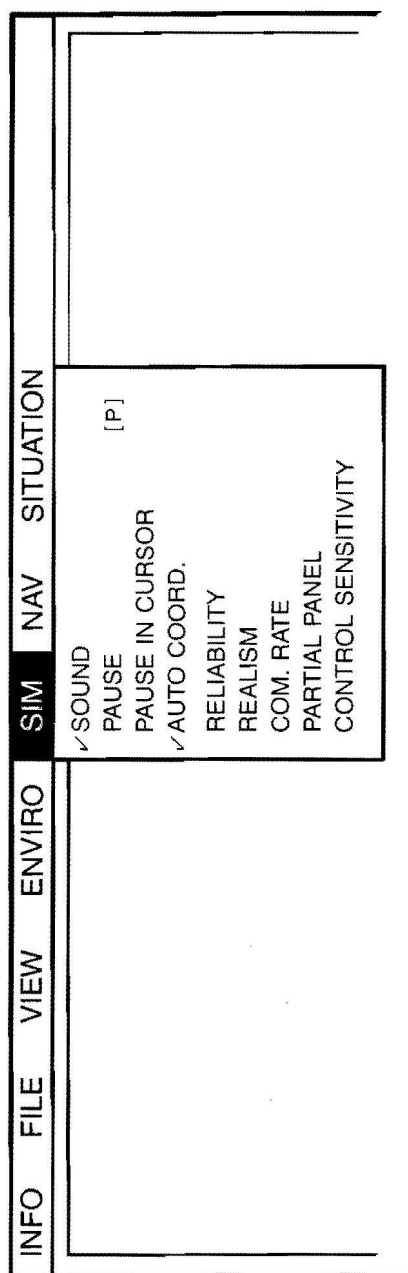 INFO FILE VIEW ENVIRO SIM NAV SITUATION
✓SOUND
PAUSE [P]
PAUSE IN CURSOR
✓AUTO COORD.
RELIABILITY
REALISM
COM. RATE
PARTIAL PANEL
CONTROL SENSITIVITY